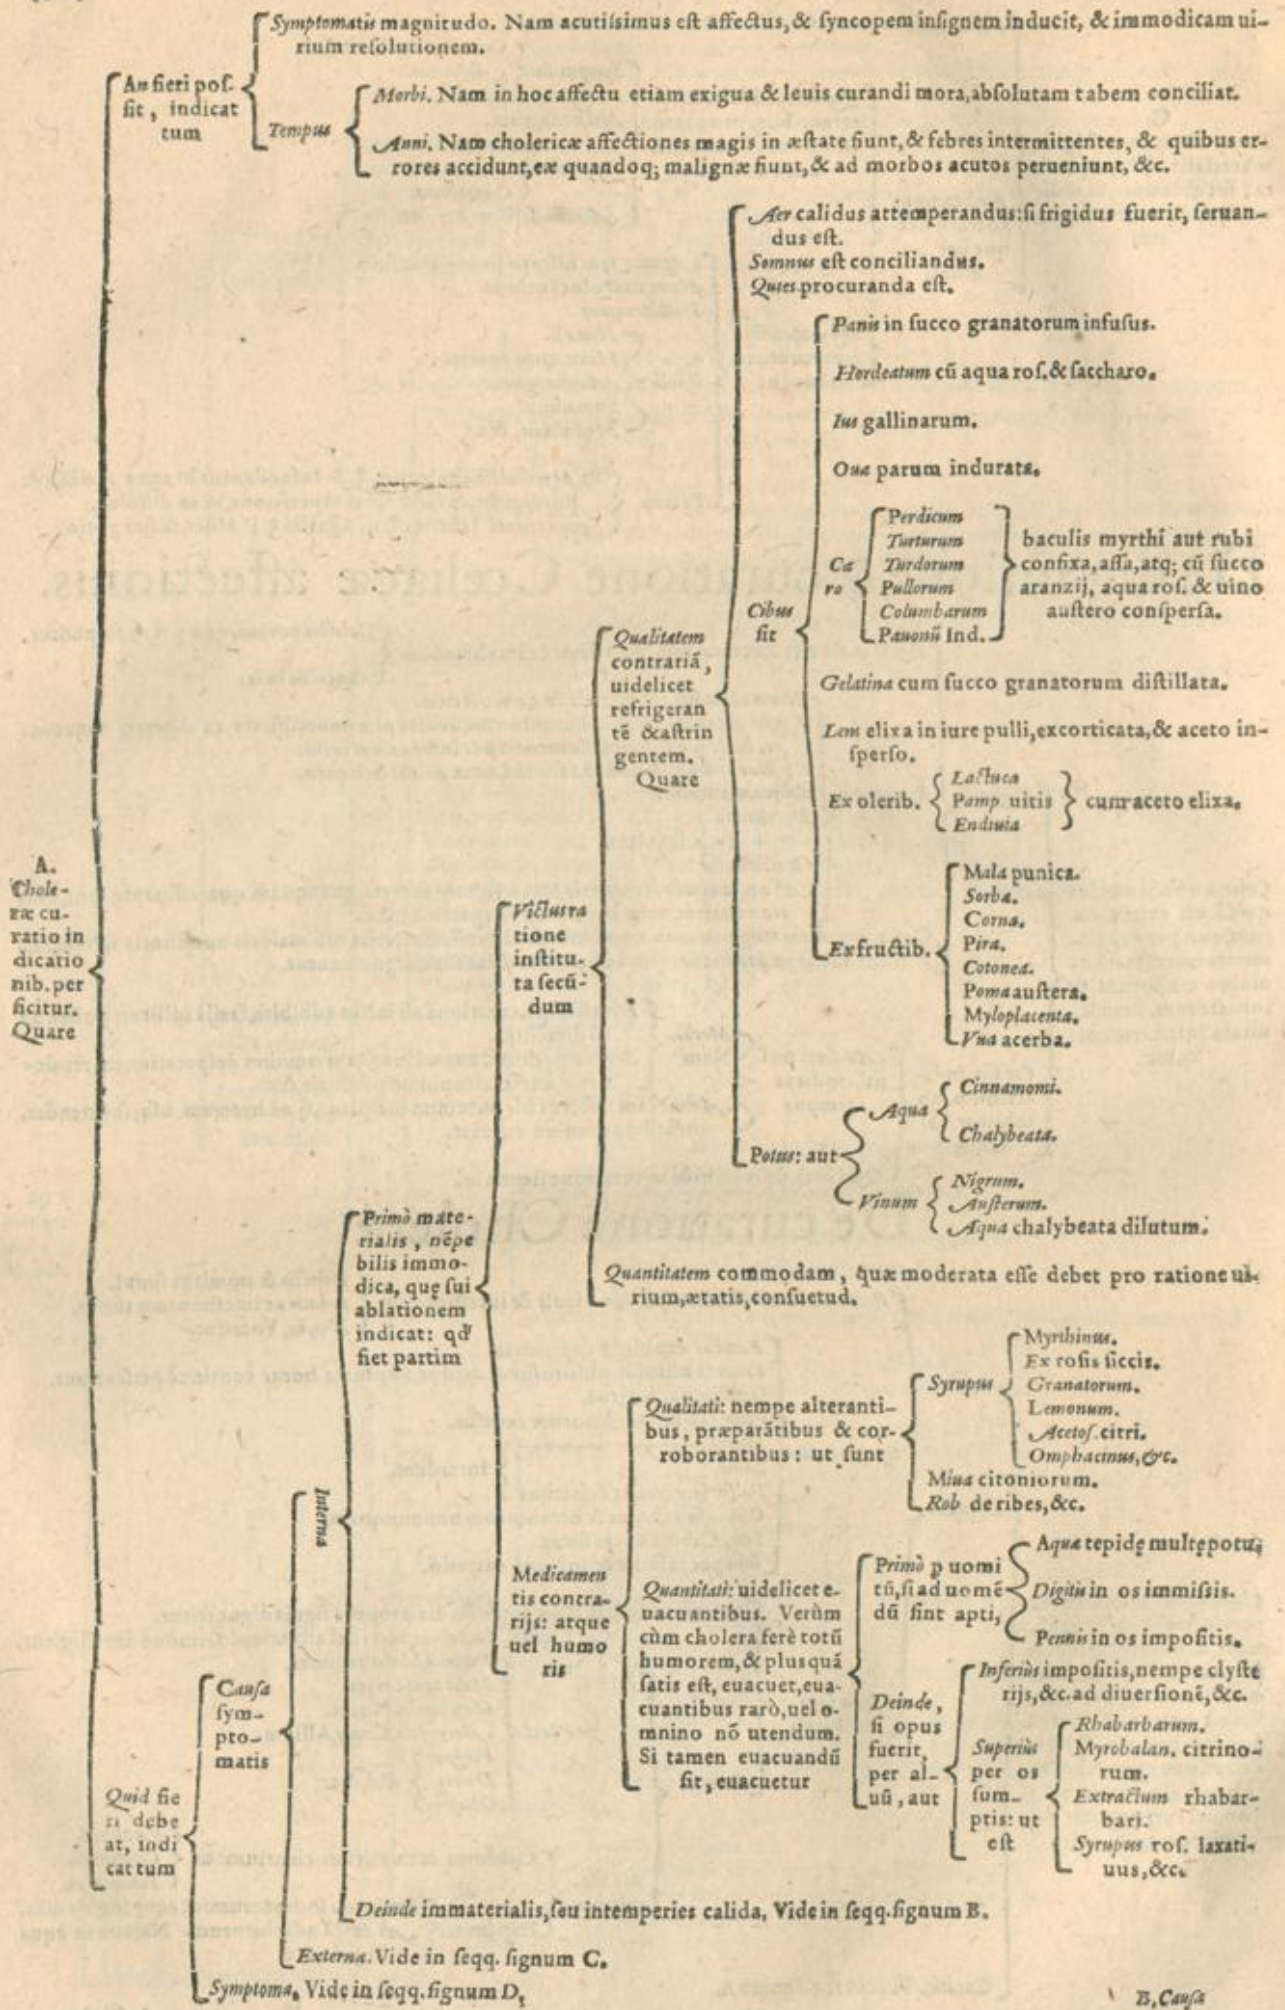 Symptomatis magnitudo. Nam acutiſsimus eſt affectus, & ſyncopem inſignem inducit, & immodicam ui-
rium reſolutionem.
An fieri poſ-
ſit, indicat
tum
Tempus
Morbi. Nam in hoc affectu etiam exigua & leuis curandi mora, abſolutam tabem conciliat.
Anni. Nam cholericæ affectiones magis in æſtate fiunt, & febres intermittentes, & quibus er-
rores accidunt, eæ quandoq; malignæ fiunt, & ad morbos acutos perueniunt, &c.
A.
Chole-
ræ cu-
ratio in
dicatio
nib. per
ficitur.
Quare
Quid fie
ri debe
at, indi
cat tum
Cauſa
ſym-
pto-
matis
Interna
Primò mate-
rialis, nẽpe
bilis immo-
dica, quę ſui
ablationem
indicat: qđ
fiet partim
Victus ra
tione
inſtitu-
ta ſecũ-
dum
Qualitatem
contrariã,
uidelicet
refrigeran
tẽ & aſtrin
gentem.
Quare
Aer calidus attemperandus: ſi frigidus fuerit, ſeruan-
dus eſt.
Somnus eſt conciliandus.
Quies procuranda eſt.
Cibus
ſit
Panis in ſucco granatorum infuſus.
Hordeatum cũ aqua roſ. & ſaccharo.
Ius gallinarum.
Oua parum indurata.
Ca
ro
Perdicum
Turturum
Turdorum
Pullorum
Columbarum
Pauonũ Ind.
baculis myrthi aut rubi
confixa, aſſa, atq; cũ ſucco
aranzij, aqua roſ. & uino
auſtero conſperſa.
Gelatina cum ſucco granatorum diſtillata.
Lens elixa in iure pulli, excorticata, & aceto in-
ſperſo.
Ex olerib.
Lactuca
Pamp uitis
Endiuia
cum aceto elixa.
Ex fructib.
Mala punica.
Sorba.
Corna.
Pira.
Cotonea.
Poma auſtera.
Myloplacenta.
Vua acerba.
Potus: aut
Aqua
Cinnamomi.
Chalybeata.
Vinum
Nigrum.
Auſterum.
Aqua chalybeata dilutum.
Quantitatem commodam, quæ moderata eſſe debet pro ratione ui-
rium, ætatis, conſuetud.
Medicamen
tis contra-
rijs: atque
uel humo
ris
Qualitati: nempe alteranti-
bus, præparãtibus & cor-
roborantibus: ut ſunt
Syrupus
Myrthinus.
Ex roſis ſiccis.
Granatorum.
Lemonum.
Acetoſ. citri.
Omphacinus, &c.
Miua citoniorum.
Rob de ribes, &c.
Quantitati: uidelicet e-
uacuantibus. Verùm
cùm cholera ferè totũ
humorem, & pluſquã
ſatis eſt, euacuet, eua-
cuantibus rarò, uel o-
mnino nõ utendum.
Si tamen euacuandũ
ſit, euacuetur
Primò ꝑ uomi
tũ, ſi ad uomẽ-
dũ ſint apti,
Aquæ tepidę multę potu,
Digitis in os immiſsis.
Pennis in os impoſitis.
Deinde,
ſi opus
fuerit,
per al-
uũ, aut
Inferiùs impoſitis, nempe clyſte
rijs, &c. ad diuerſionẽ, &c.
Superiùs
per os
ſum-
ptis: ut
eſt
Rhabarbarum.
Myrobalan. citrino-
rum.
Extractum rhabar-
bari.
Syrupus roſ. laxati-
uus, &c.
Deinde immaterialis, ſeu intemperies calida, Vide in ſeqq. ſignum B.
Externa. Vide in ſeqq. ſignum C.
Symptoma. Vide in ſeqq. ſignum D,
B, Cauſa